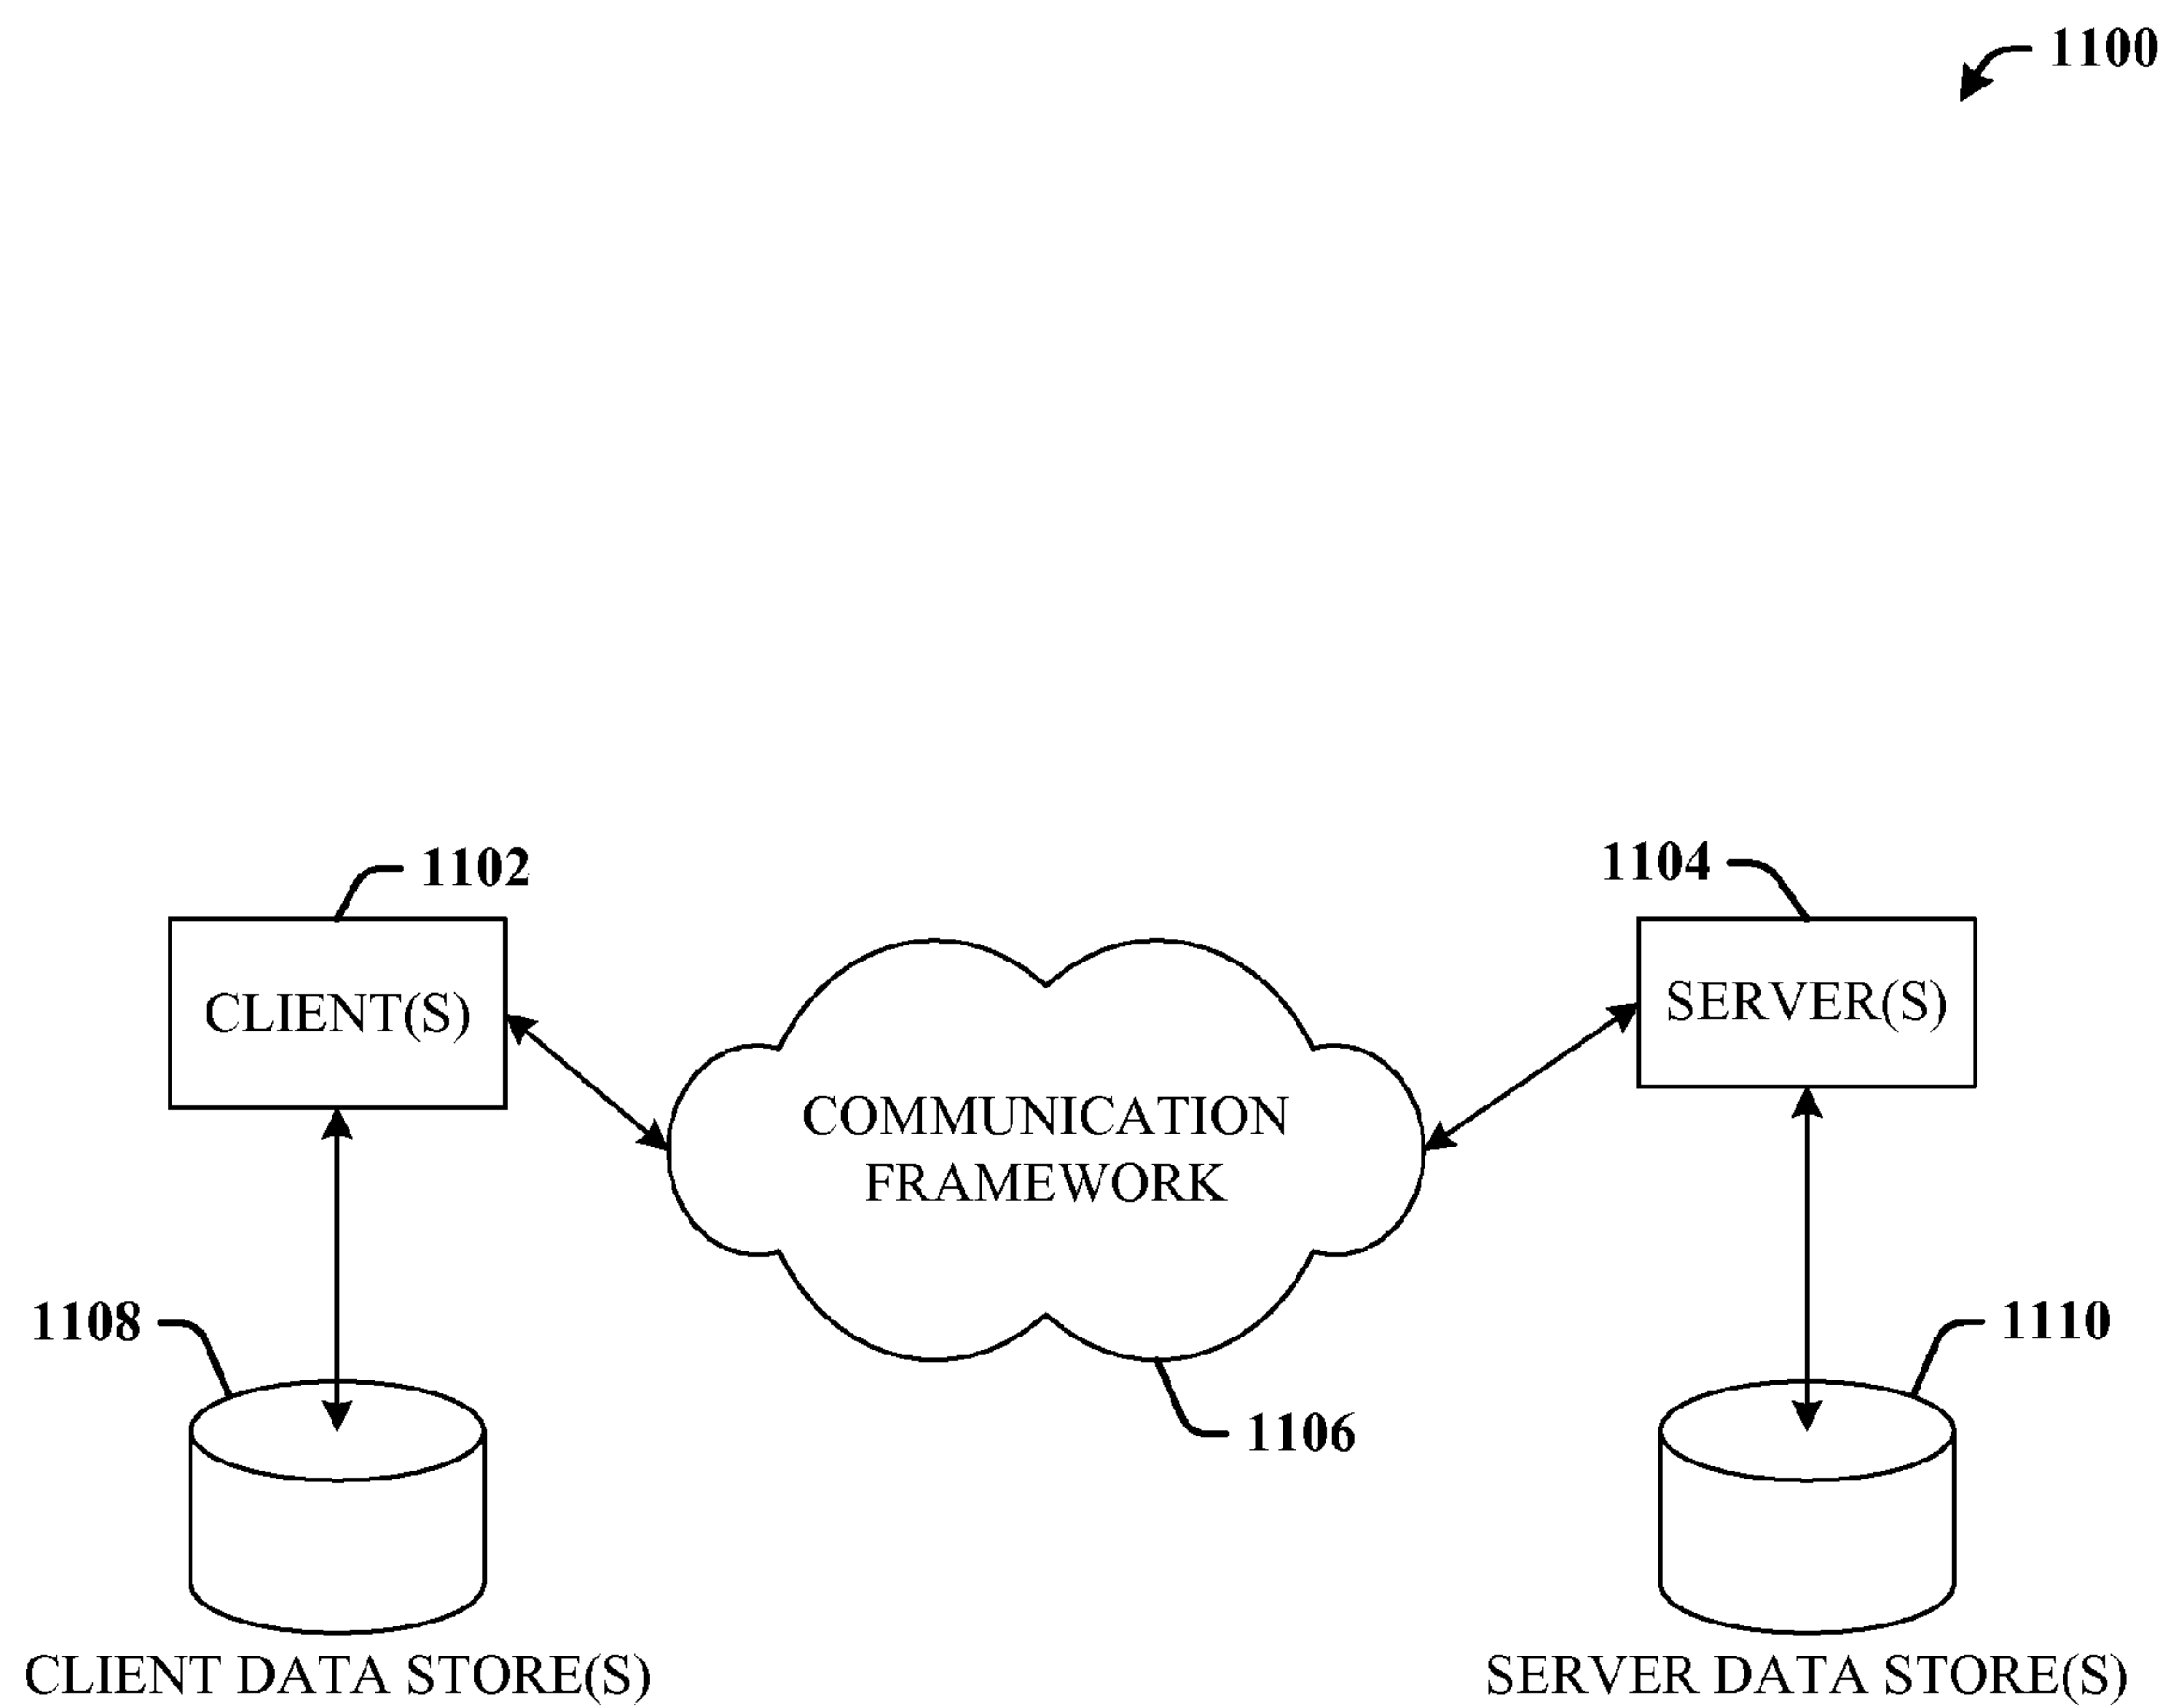 1100
1102
1104
CLIENT(S)
SERVER(S)
COMMUNICATION
FRAMEWORK
1108
1110
1106
CLIENT DATA STORE(S)
SERVER DATA STORE(S)